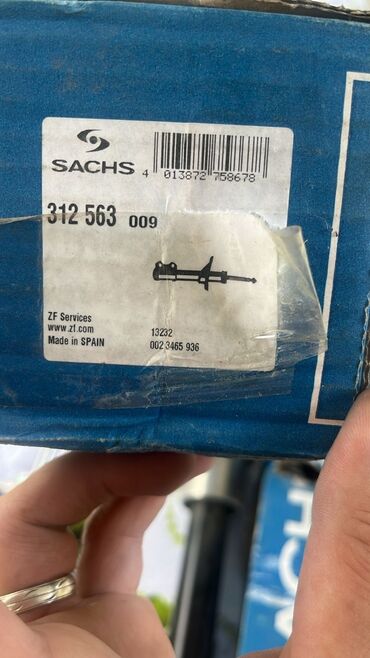 SACHS
4 013872 758678
312 563 009
ZF Services
www.zf.com
Made in SPAIN
13232
002 3465 936